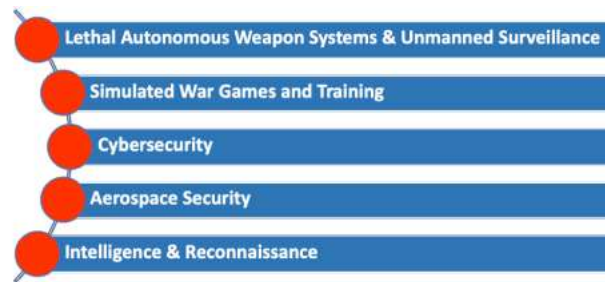 Lethal Autonomous Weapon Systems & Unmanned Surveillance
Simulated War Games and Training
Cybersecurity
Aerospace Security
Intelligence & Reconnaissance